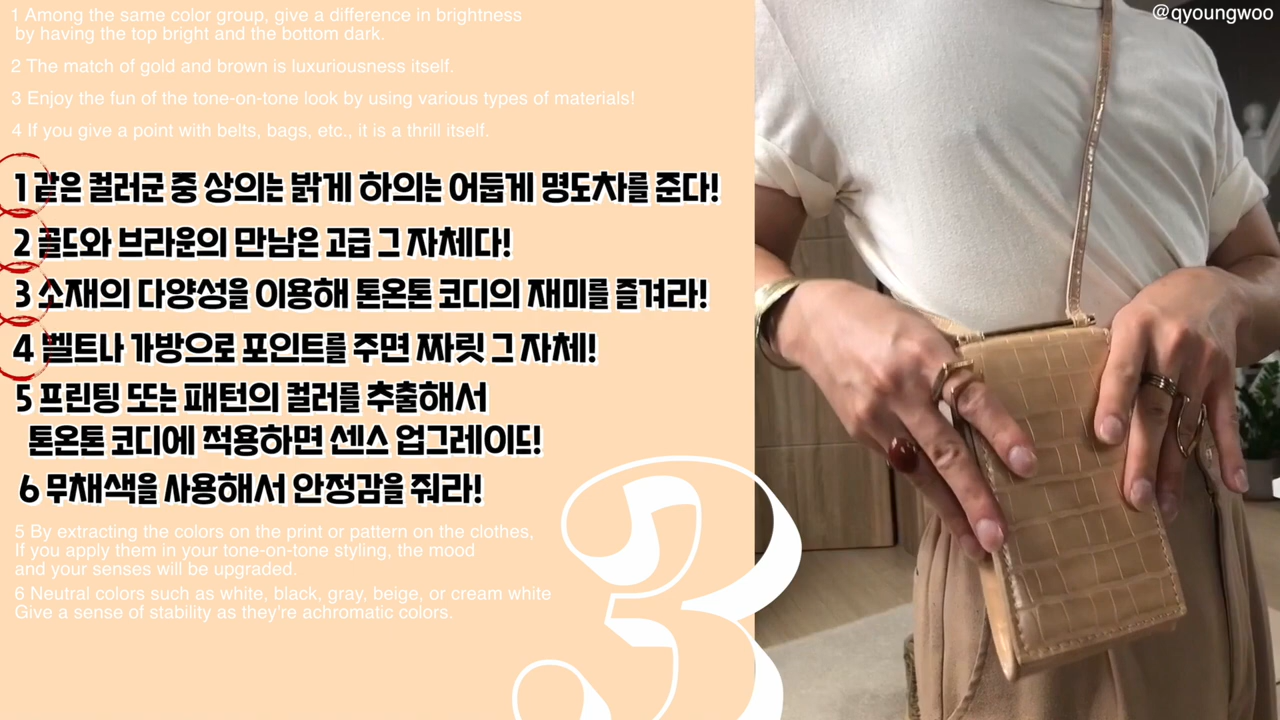 1 Among the same color group, give a difference in brightness
by having the top bright and the bottom dark.
2 The match of gold and brown is luxuriousness itself.
3 Enjoy the fun of the tone-on-tone look by using various types of materials!
4 If you give a point with belts, bags, etc., it is a thrill itself.
1 같은 컬러군 중 상의는 밝게 하의는 어둡게 명도차를 준다!
2 골드와 브라운의 만남은 고급 그 자체다!
3 소재의 다양성을 이용해 톤온톤 코디의 재미를 즐겨라!
4 벨트나 가방으로 포인트를 주면 짜릿 그 자체!
5 프린팅 또는 패턴의 컬러를 추출해서
톤온톤 코디에 적용하면 센스 업그레이드!
6 무채색을 사용해서 안정감을 줘라!
5 By extracting the colors on the print or pattern on the clothes,
If you apply them in your tone-on-tone styling, the mood
and your senses will be upgraded.
6 Neutral colors such as white, black, gray, beige, or cream white
Give a sense of stability as they're achromatic colors.
3
@qyoungwoo